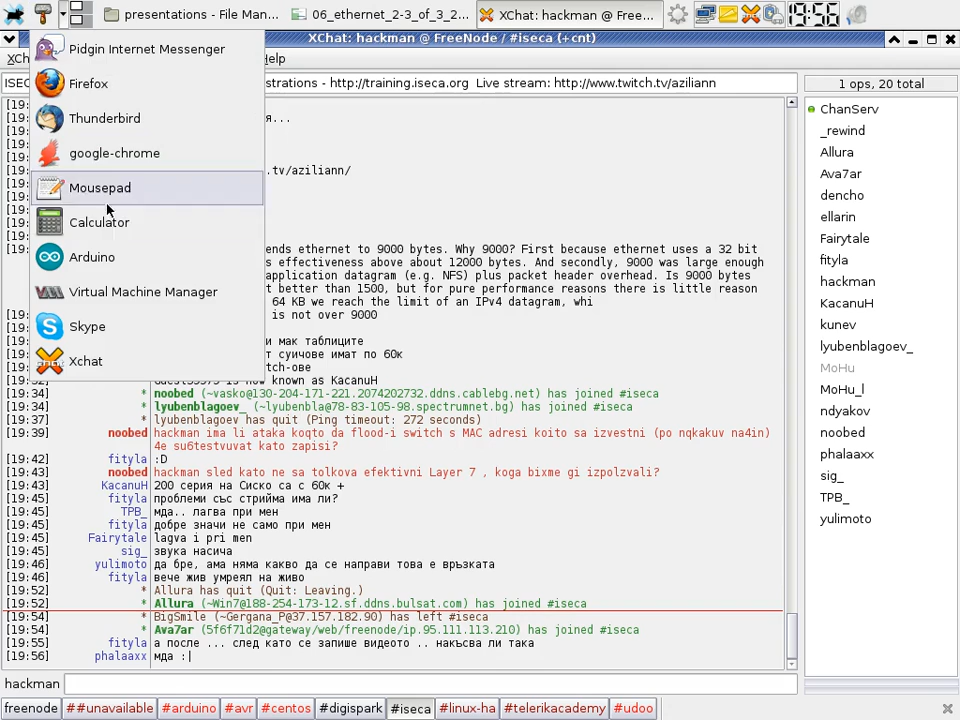 presentations - File Man...
06_ethernet_2-3_of_3_2...
XChat: hackman @ Free...
19:56
XChat: hackman @ FreeNode / #iseca (+cnt)
XCh
elp
ISEC
strations - http://training.iseca.org Live stream: http://www.twitch.tv/aziliann
1 ops, 20 total
Pidgin Internet Messenger
Firefox
Thunderbird
google-chrome
Mousepad
Calculator
Arduino
Virtual Machine Manager
Skype
Xchat
я...
.tv/aziliann/
ends ethernet to 9000 bytes. Why 9000? First because ethernet uses a 32 bit
s effectiveness above about 12000 bytes. And secondly, 9000 was large enough
application datagram (e.g. NFS) plus packet header overhead. Is 9000 bytes
t better than 1500, but for pure performance reasons there is little reason
64 KB we reach the limit of an IPv4 datagram, whi
is not over 9000
и мак таблиците
т суичове имат по 60к
tch-ове
is now known as KacanuH
[19:34] * noobed (~vasko@130-204-171-221.2074202732.ddns.cablebg.net) has joined #iseca
[19:34] * lyubenblagoev_ (~lyubenbla@78-83-105-98.spectrumnet.bg) has joined #iseca
[19:37] * lyubenblagoev has quit (Ping timeout: 272 seconds)
[19:39] noobed hackman ima li ataka koqto da flood-i switch s MAC adresi koito sa izvestni (po nqkakuv na4in)
4e su6testvuvat kato zapisi?
[19:42] fityla :D
[19:43] noobed hackman sled kato ne sa tolkova efektivni Layer 7 , koga bixme gi izpolzvali?
[19:43] KacanuH 200 серия на Сиско са с 60к +
[19:45] fityla проблеми със стрийма има ли?
[19:45] TPB_ мда.. лагва при мен
[19:45] fityla добре значи не само при мен
[19:45] Fairytale lagva i pri men
[19:45] sig_ звука насича
[19:46] yulimoto да бре, ама няма какво да се направи това е връзката
[19:46] fityla вече жив умреял на живо
[19:52] * Allura has quit (Quit: Leaving.)
[19:52] * Allura (~Win7@188-254-173-12.sf.ddns.bulsat.com) has joined #iseca
[19:54] * BigSmile (~Gergana_P@37.157.182.90) has left #iseca
[19:54] * Ava7ar (5f6f71d2@gateway/web/freenode/ip.95.111.113.210) has joined #iseca
[19:55] fityla а после ... след като се запише видеото .. накъсва ли така
[19:56] phalaaxx мда :|
ChanServ
_rewind
Allura
Ava7ar
dencho
ellarin
Fairytale
fityla
hackman
KacanuH
kunev
lyubenblagoev_
MoHu
MoHu_l
ndyakov
noobed
phalaaxx
sig_
TPB_
yulimoto
hackman
freenode ##unavailable #arduino #avr #centos #digispark #iseca #linux-ha #telerikacademy #udoo